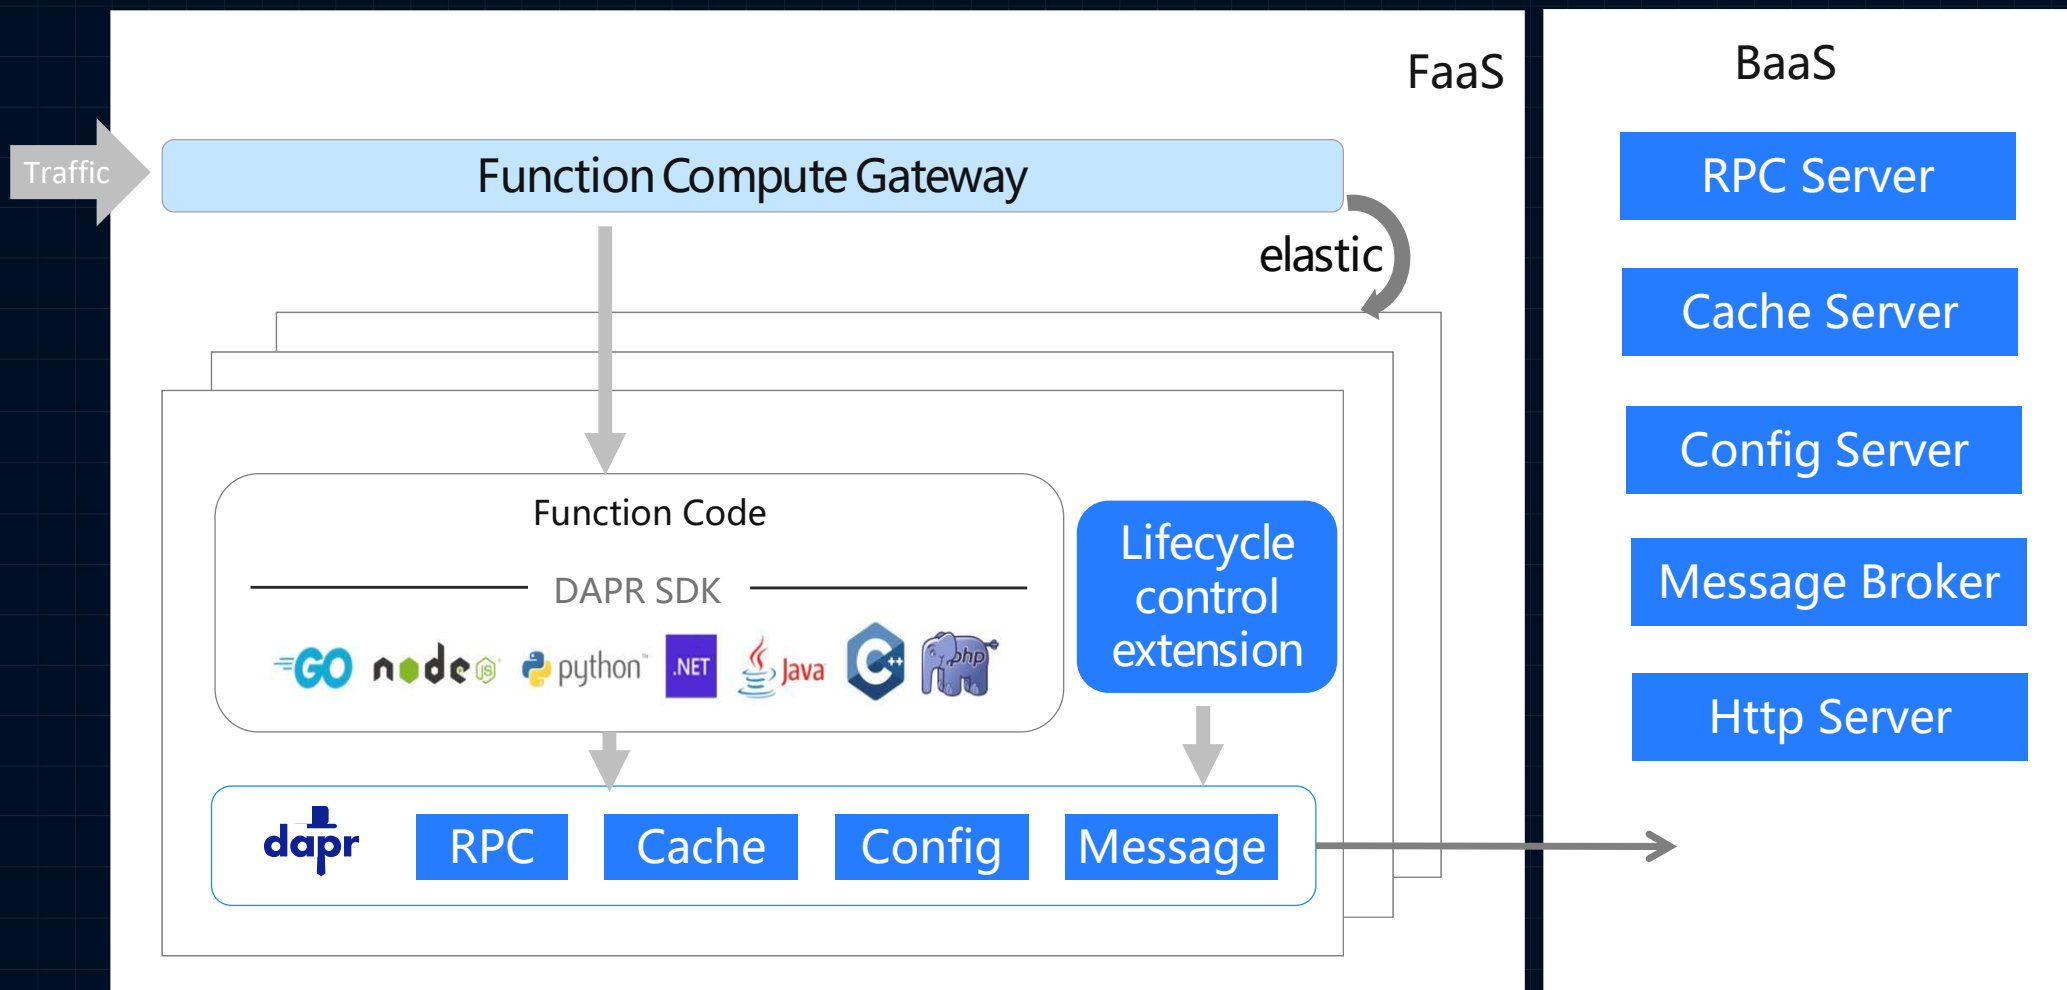 FaaS
BaaS
Traffic
Function Compute Gateway
elastic
RPC Server
Cache Server
Config Server
Message Broker
Http Server
Function Code
DAPR SDK
GO
node
JS
python
.NET
Java
C++
php
Lifecycle
control
extension
dapr
RPC
Cache
Config
Message